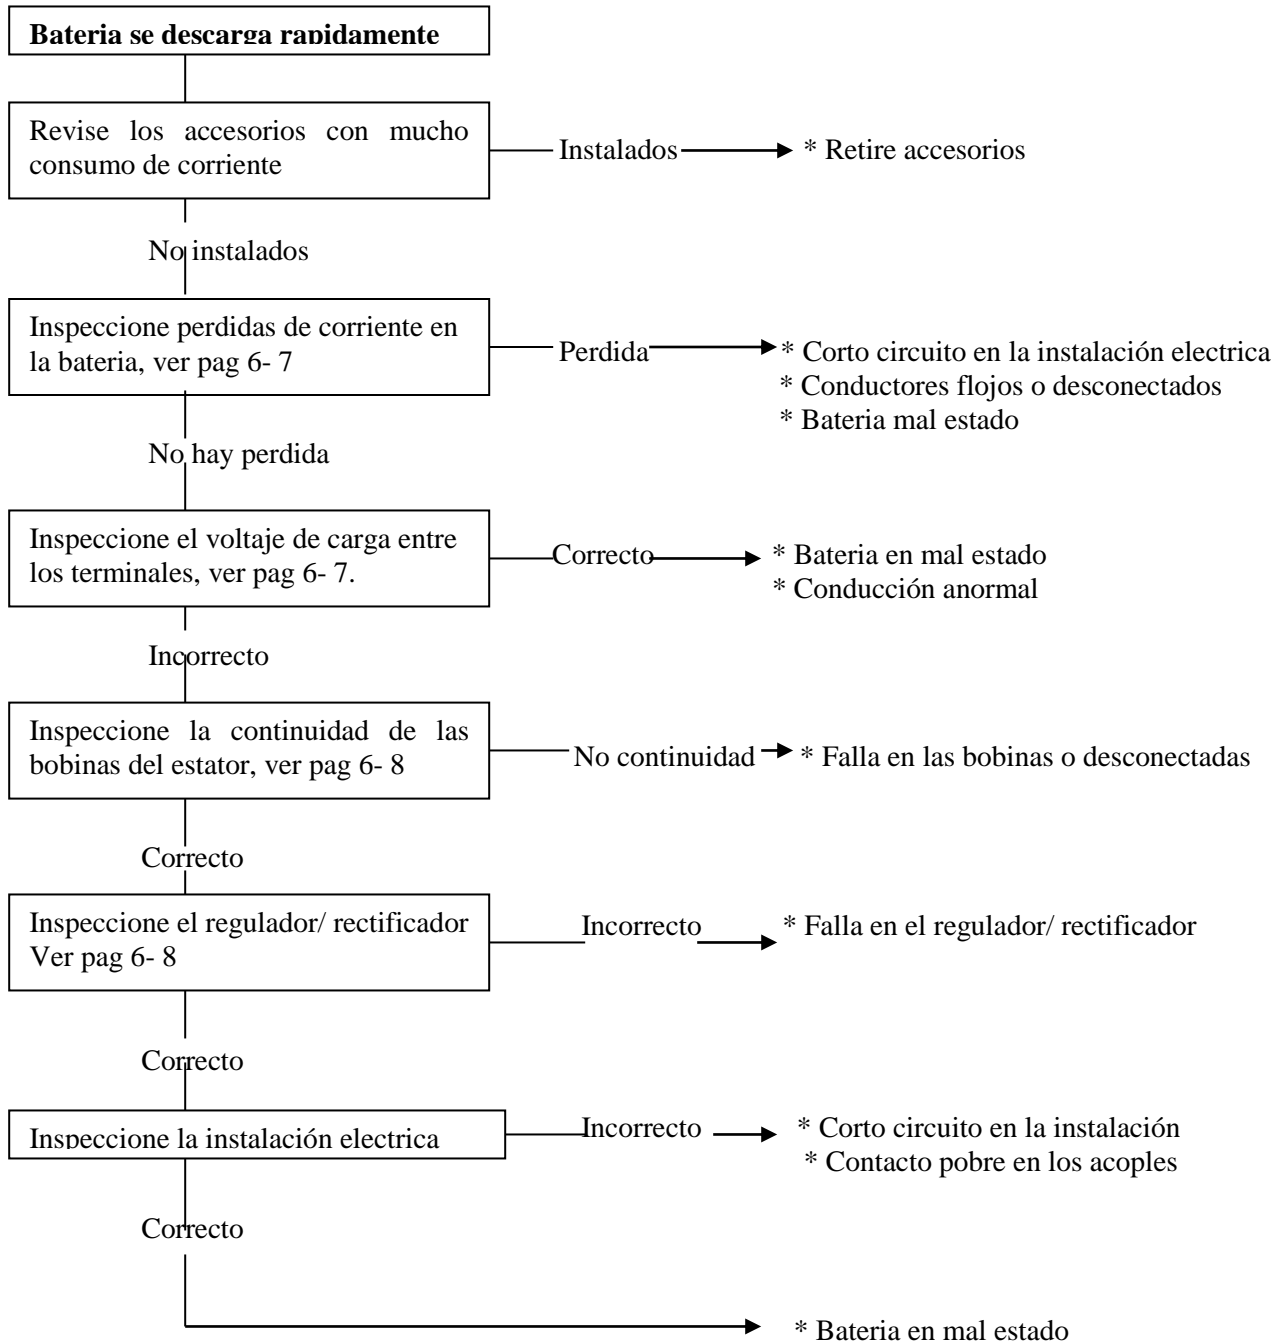 Bateria se descarga rapidamente
Revise los accesorios con mucho
consumo de corriente
Instalados
* Retire accesorios
No instalados
Inspeccione perdidas de corriente en
la bateria, ver pag 6- 7
Perdida
* Corto circuito en la instalación electrica
* Conductores flojos o desconectados
* Bateria mal estado
No hay perdida
Inspeccione el voltaje de carga entre
los terminales, ver pag 6- 7.
Correcto
* Bateria en mal estado
* Conducción anormal
Incorrecto
Inspeccione la continuidad de las
bobinas del estator, ver pag 6- 8
No continuidad
* Falla en las bobinas o desconectadas
Correcto
Inspeccione el regulador/ rectificador
Ver pag 6- 8
Incorrecto
* Falla en el regulador/ rectificador
Correcto
Inspeccione la instalación electrica
Incorrecto
* Corto circuito en la instalación
* Contacto pobre en los acoples
Correcto
* Bateria en mal estado